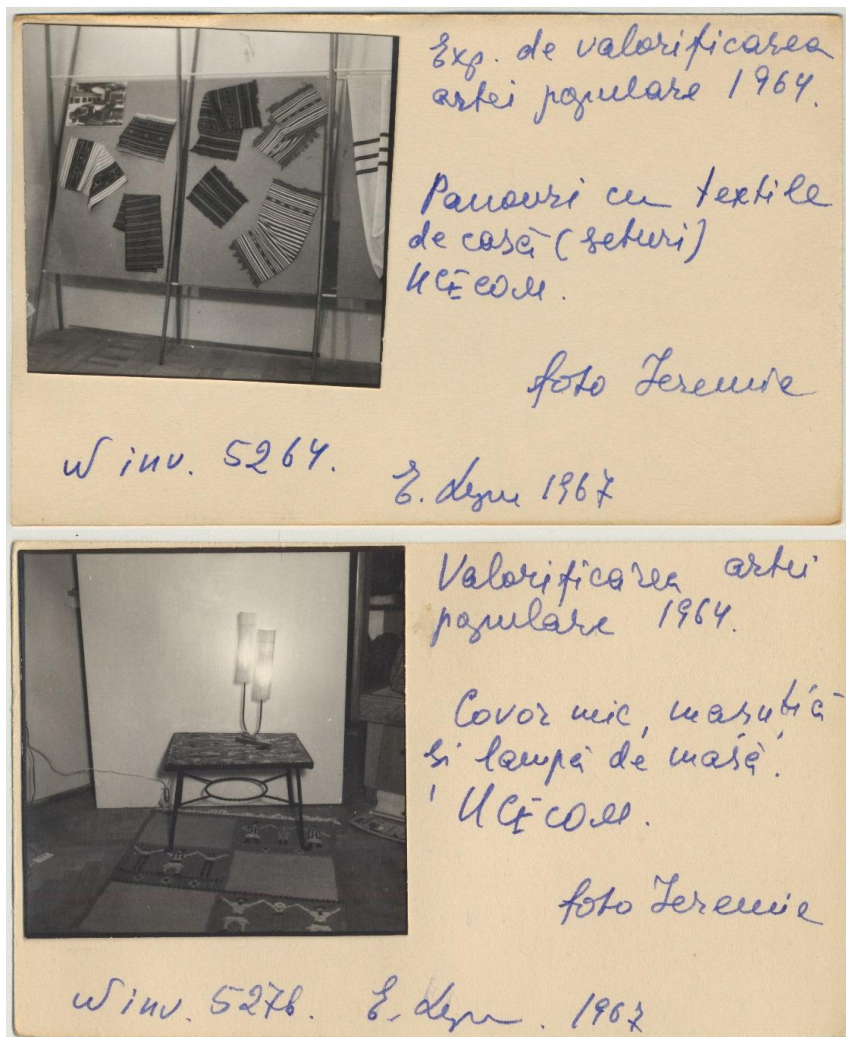 Exp. de valorificarea
artei populare 1964.
Panouri cu textile
de casă (seturi)
UCECOM.
foto Ieremie
N inv. 5264.
E. 1967
Valorificarea artei
populare 1964.
Covor mic, masuță
și lampă de masă.
UCECOM.
foto Ieremie
N inv. 5276.
E. 1967